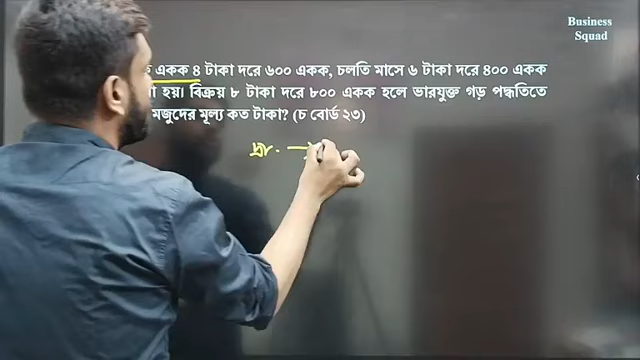 Business
Squad
একক ৪ টাকা দরে ৬০০ একক, চলতি মাসে ৬ টাকা দরে ৪০০ একক
হয়। বিক্রয় ৮ টাকা দরে ৮০০ একক হলে ভারযুক্ত গড় পদ্ধতিতে
মজুদের মূল্য কত টাকা? (চ বোর্ড ২৩)